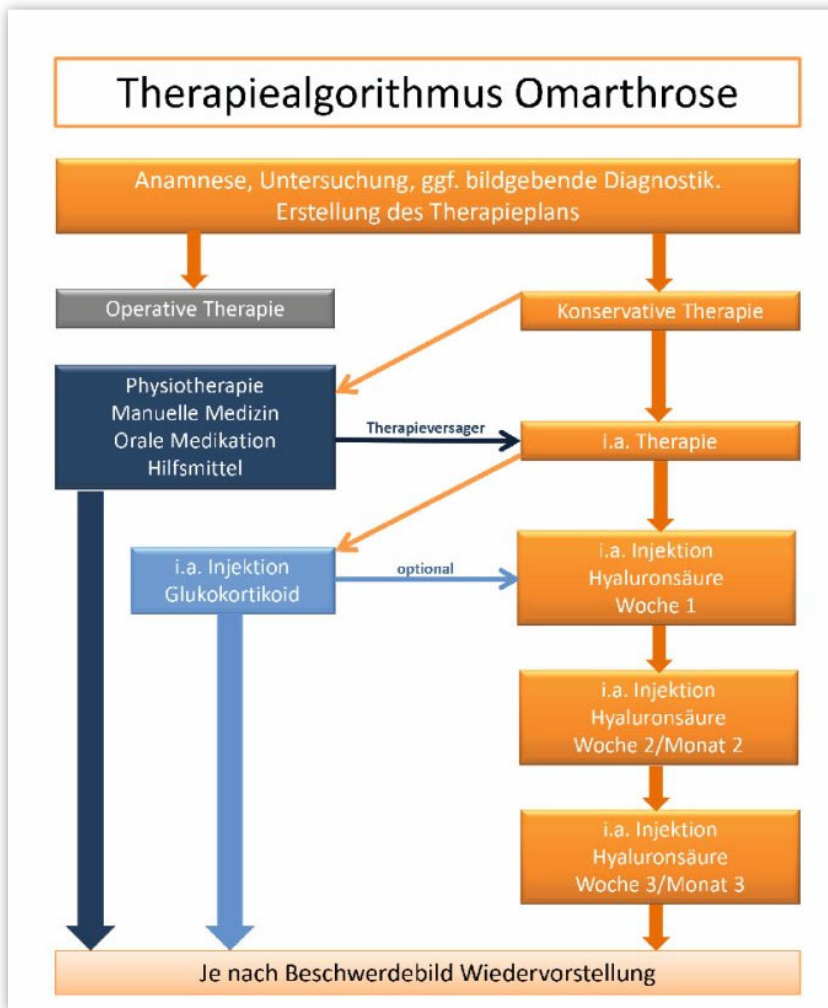 Therapiealgorithmus Omarthrose
Anamnese, Untersuchung, ggf. bildgebende Diagnostik.
Erstellung des Therapieplans
Operative Therapie
Konservative Therapie
Physiotherapie
Manuelle Medizin
Orale Medikation
Hilfsmittel
Therapieversager
i.a. Therapie
i.a. Injektion
Glukokortikoid
optional
i.a. Injektion
Hyaluronsäure
Woche 1
i.a. Injektion
Hyaluronsäure
Woche 2/Monat 2
i.a. Injektion
Hyaluronsäure
Woche 3/Monat 3
Je nach Beschwerdebild Wiedervorstellung